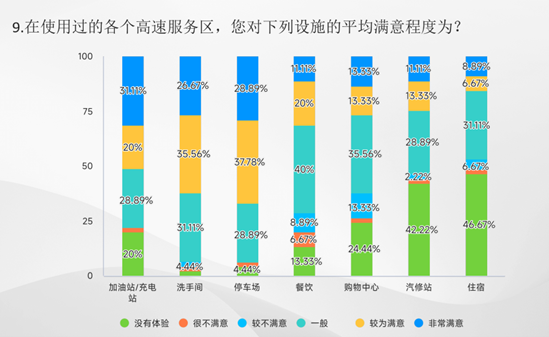 9.在使用过的各个高速服务区，您对下列设施的平均满意程度为？
100
31.11% 26.67% 28.89% 11.11% 13.33% 11.11% 8.89%
75
20% 35.56% 37.78% 20% 13.33% 13.33% 6.67%
50
28.89% 31.11% 28.89% 40% 35.56% 28.89% 31.11%
25
8.89% 13.33% 2.22% 6.67%
20% 4.44% 4.44% 6.67% 24.44% 42.22% 46.67%
13.33%
0
加油站/充电站 洗手间 停车场 餐饮 购物中心 汽修站 住宿
没有体验 很不满意 较不满意 一般 较为满意 非常满意